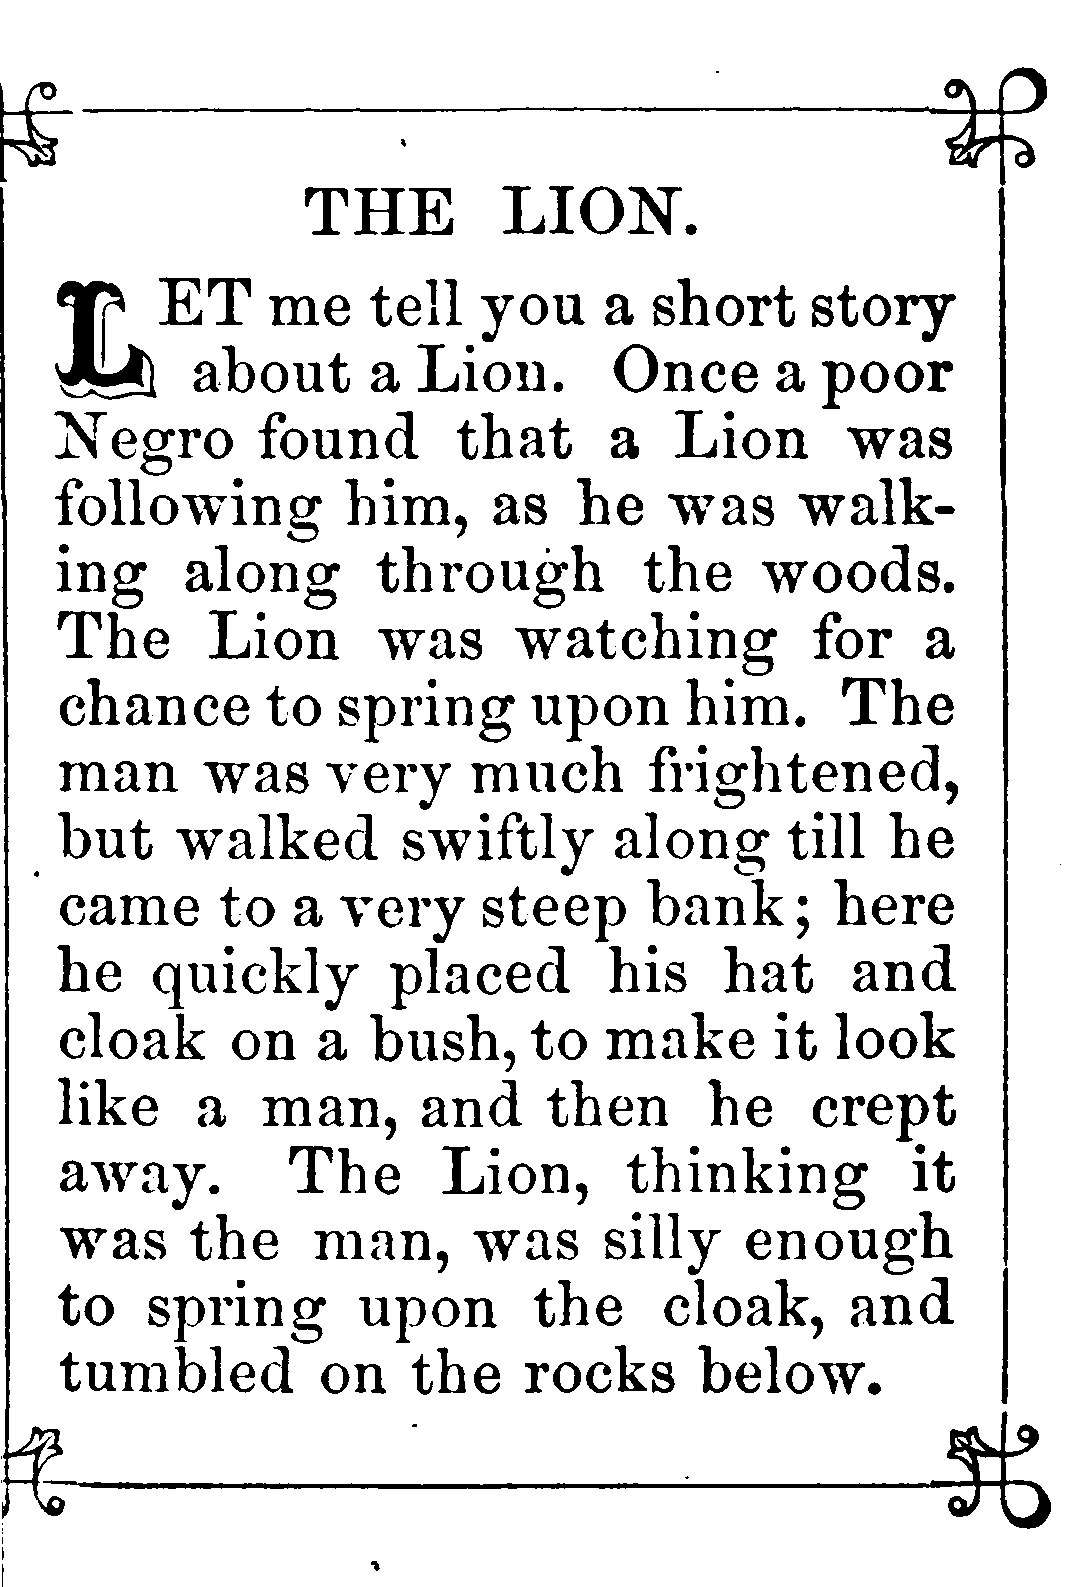 THE LION.
LET me tell you a short story
about a Lion. Once a poor
Negro found that a Lion was
following him, as he was walk-
ing along through the woods.
The Lion was watching for a
chance to spring upon him. The
man was very much frightened,
but walked swiftly along till he
came to a very steep bank; here
he quickly placed his hat and
cloak on a bush, to make it look
like a man, and then he crept
away. The Lion, thinking it
was the man, was silly enough
to spring upon the cloak, and
tumbled on the rocks below.